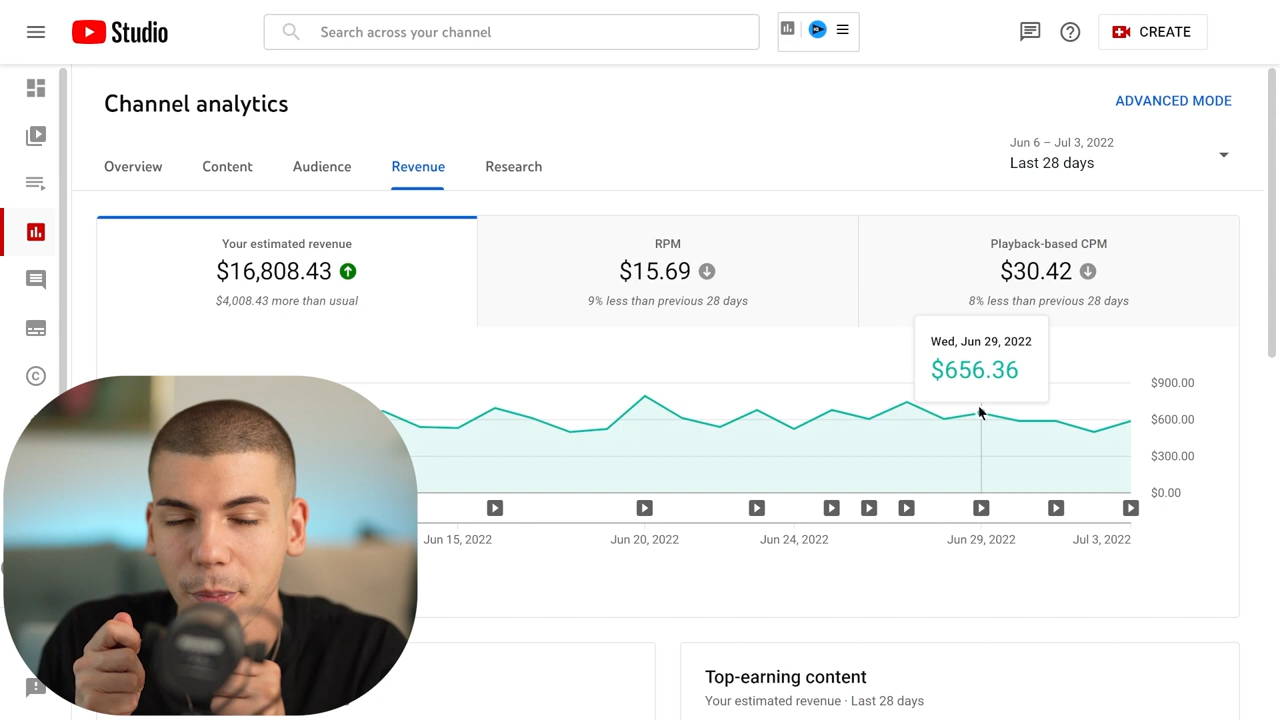 Studio
Search across your channel
CREATE
Channel analytics
ADVANCED MODE
Jun 6 – Jul 3, 2022
Last 28 days
Overview
Content
Audience
Revenue
Research
Your estimated revenue
$16,808.43
$4,008.43 more than usual
RPM
$15.69
9% less than previous 28 days
Playback-based CPM
$30.42
8% less than previous 28 days
Wed, Jun 29, 2022
$656.36
$900.00
$600.00
$300.00
$0.00
Jun 15, 2022
Jun 20, 2022
Jun 24, 2022
Jun 29, 2022
Jul 3, 2022
Top-earning content
Your estimated revenue · Last 28 days